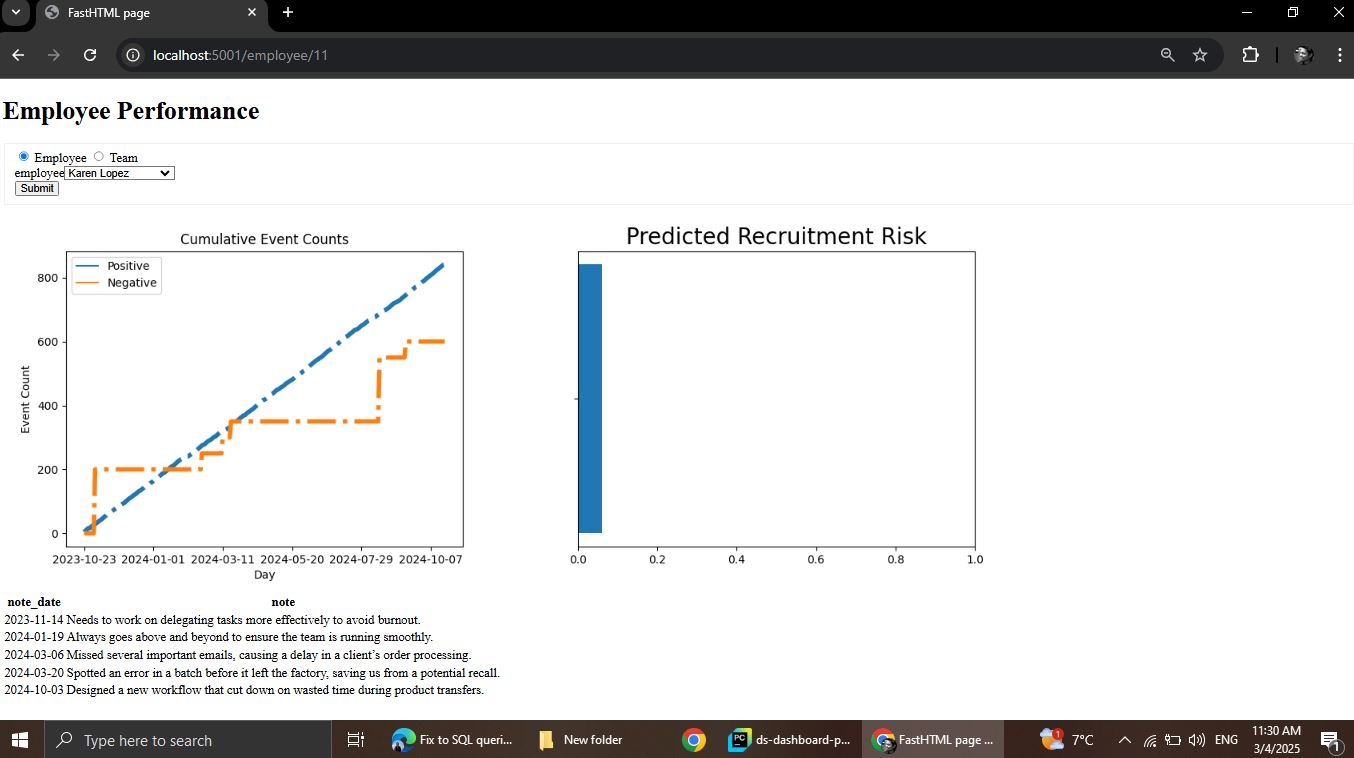 FastHTML page
localhost:5001/employee/11
Employee Performance
Employee Team
employee Karen Lopez
Submit
Cumulative Event Counts
Positive
Negative
800
600
400
200
0
Event Count
2023-10-23 2024-01-01 2024-03-11 2024-05-20 2024-07-29 2024-10-07
Day
Predicted Recruitment Risk
0.0 0.2 0.4 0.6 0.8 1.0
note_date note
2023-11-14 Needs to work on delegating tasks more effectively to avoid burnout.
2024-01-19 Always goes above and beyond to ensure the team is running smoothly.
2024-03-06 Missed several important emails, causing a delay in a client’s order processing.
2024-03-20 Spotted an error in a batch before it left the factory, saving us from a potential recall.
2024-10-03 Designed a new workflow that cut down on wasted time during product transfers.
Type here to search
Fix to SQL queri...
New folder
PC
ds-dashboard-p...
FastHTML page ...
1
7°C
ENG
11:30 AM
3/4/2025
1